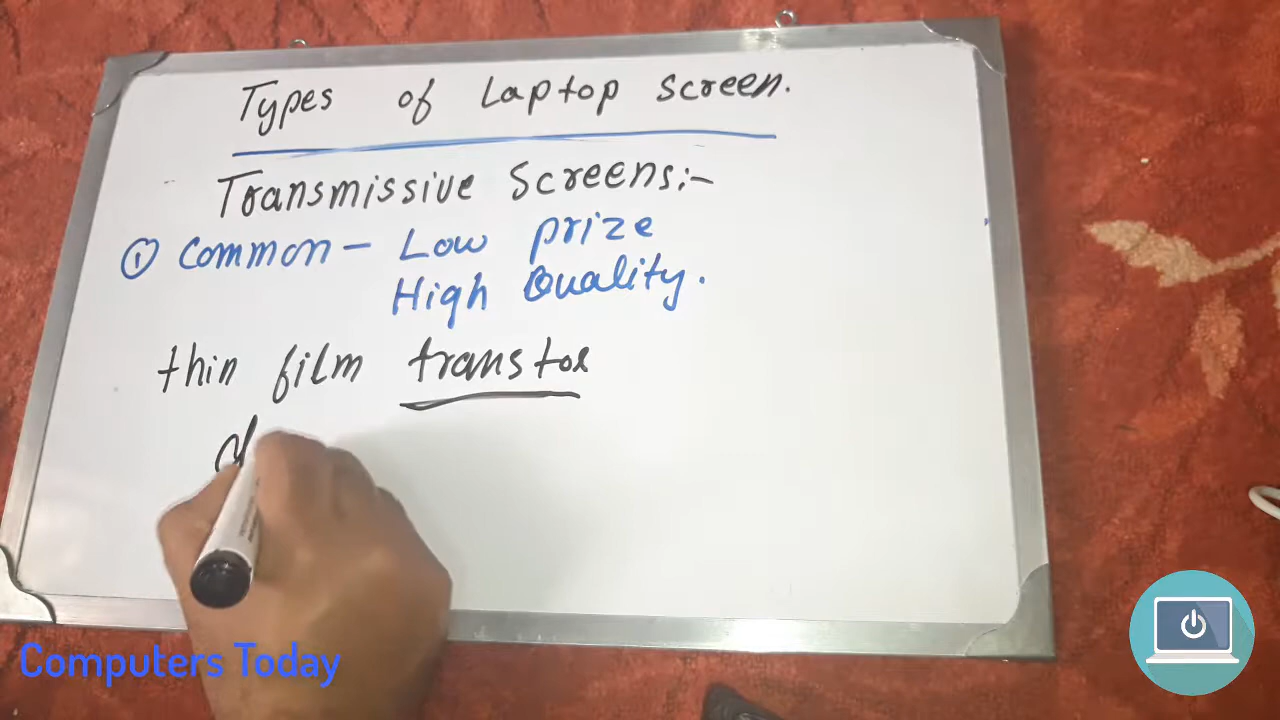 Types of Laptop Screen.
Transmissive Screens:-
① Common - Low prize
High Quality.
thin film transtor
Computers Today